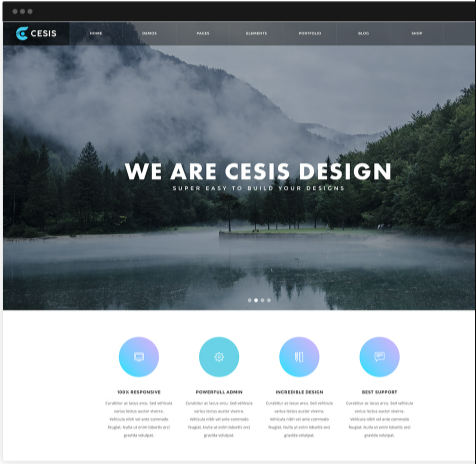 CESIS
HOME DEMOS PAGES ELEMENTS PORTFOLIO BLOG SHOP
WE ARE CESIS DESIGN
SUPER EASY TO BUILD YOUR DESIGNS
100% RESPONSIVE
Curabitur ac lacus arcu. Sed vehicula
varius lectus auctor viverra.
Vehicula nibh vel ante commodo
feugiat. Nulla ut enim lobortis orci
gravida volutpat.
POWERFULL ADMIN
Curabitur ac lacus arcu. Sed vehicula
varius lectus auctor viverra.
Vehicula nibh vel ante commodo
feugiat. Nulla ut enim lobortis orci
gravida volutpat.
INCREDIBLE DESIGN
Curabitur ac lacus arcu. Sed vehicula
varius lectus auctor viverra.
Vehicula nibh vel ante commodo
feugiat. Nulla ut enim lobortis orci
gravida volutpat.
BEST SUPPORT
Curabitur ac lacus arcu. Sed vehicula
varius lectus auctor viverra.
Vehicula nibh vel ante commodo
feugiat. Nulla ut enim lobortis orci
gravida volutpat.